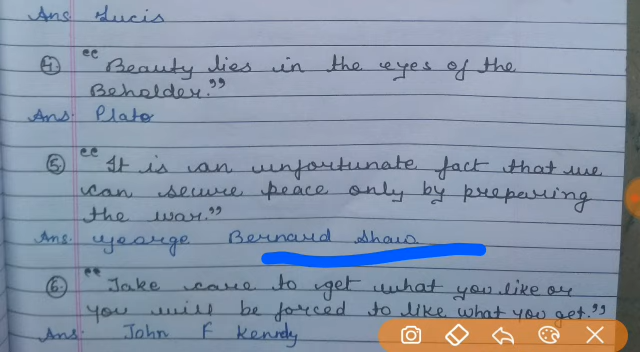 Ans. Lucis
4. "Beauty lies in the eyes of the
Beholder."
Ans. Plato
5. "It is an unfortunate fact that we
can secure peace only by preparing
the war."
Ans. George Bernard Shaw
6. "Take care to get what you like or
you will be forced to like what you get."
Ans. John F Kenndy